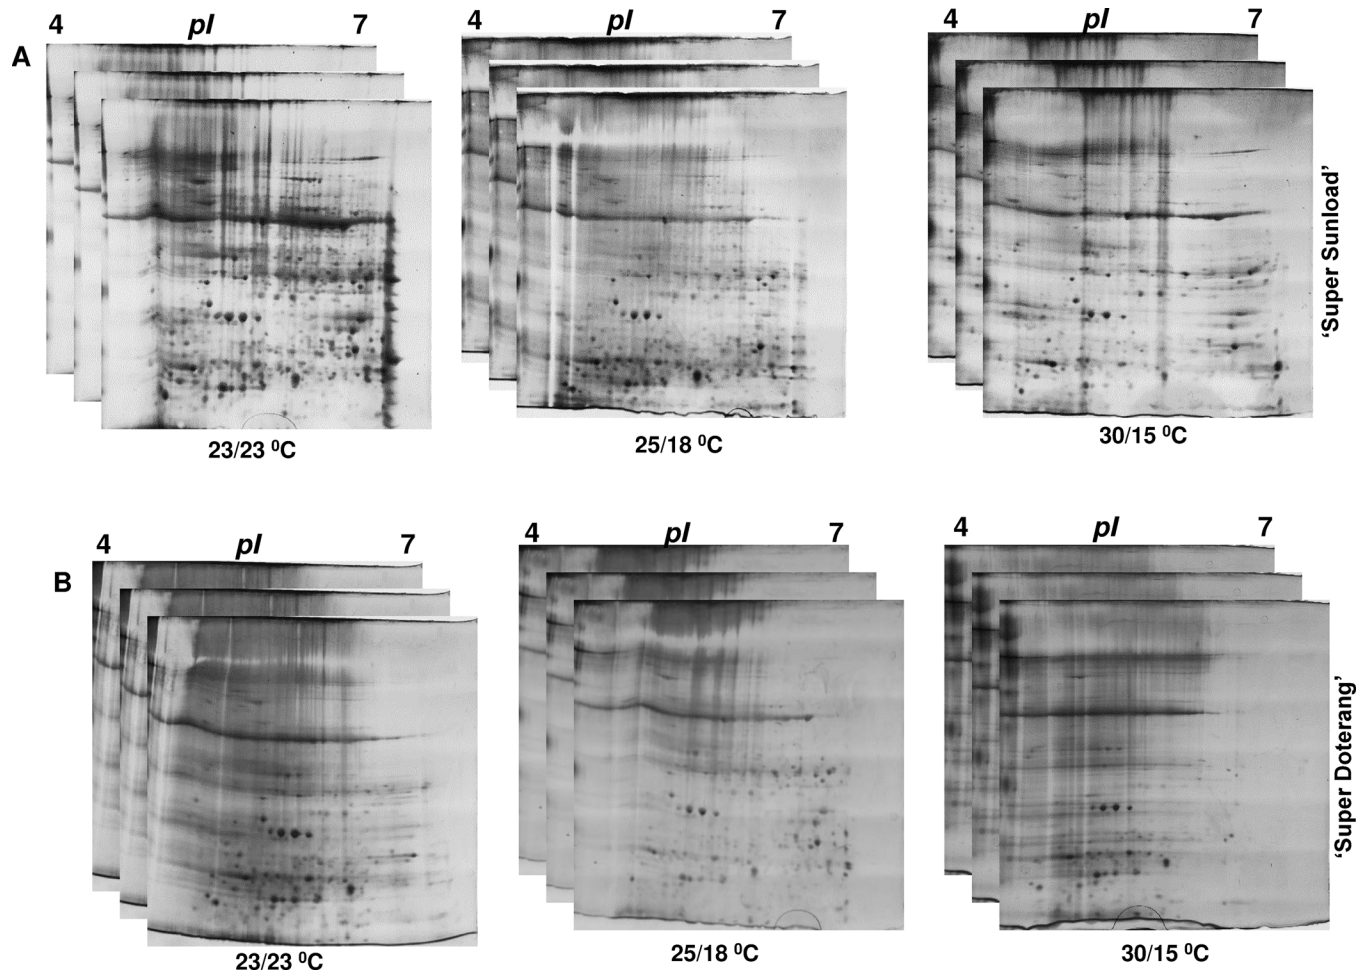 4 pI 7
4 pI 7
4 pI 7
A
‘Super Sunload’
23/23 ⁰C
25/18 ⁰C
30/15 ⁰C
4 pI 7
4 pI 7
4 pI 7
B
‘Super Doterang’
23/23 ⁰C
25/18 ⁰C
30/15 ⁰C